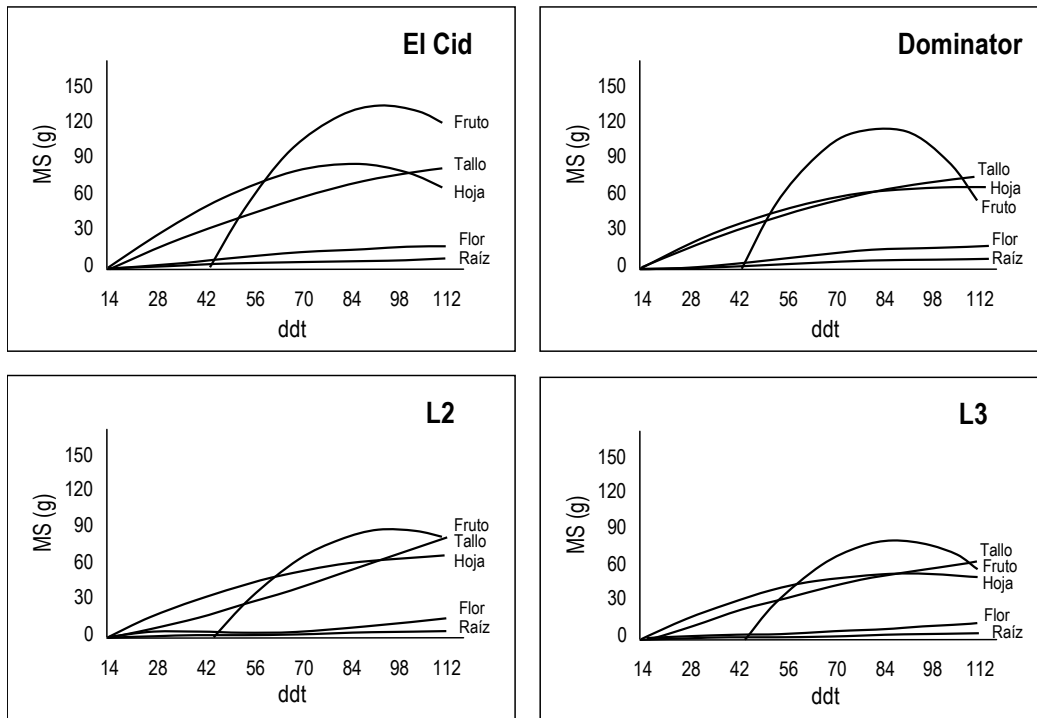 El Cid
MS (g)
150
120
90
60
30
0
Fruto
Tallo
Hoja
Flor
Raíz
14 28 42 56 70 84 98 112
ddt
Dominator
MS (g)
150
120
90
60
30
0
Tallo
Hoja
Fruto
Flor
Raíz
14 28 42 56 70 84 98 112
ddt
L2
MS (g)
150
120
90
60
30
0
Fruto
Tallo
Hoja
Flor
Raíz
14 28 42 56 70 84 98 112
ddt
L3
MS (g)
150
120
90
60
30
0
Tallo
Fruto
Hoja
Flor
Raíz
14 28 42 56 70 84 98 112
ddt